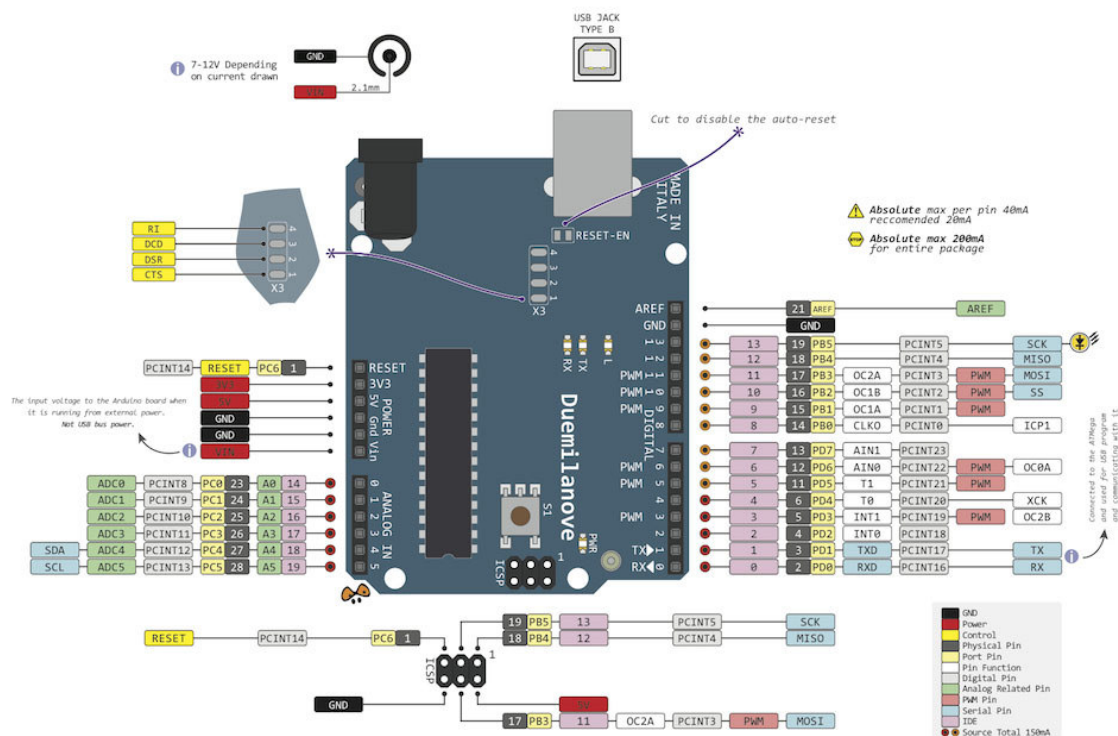 USB JACK
TYPE B
GND
7-12V Depending
on current drawn
VIN
2.1mm
Cut to disable the auto-reset
MADE IN
ITALY
RESET-EN
Absolute max per pin 40mA
reccomended 20mA
STOP
Absolute max 200mA
for entire package
RI
DCD
DSR
CTS
4
3
2
1
X3
4
3
2
1
X3
RX
TX
L
Duemilanove
S1
PWR
ICSP
1
RESET
3V3
5V
Gnd
Vin
POWER
0
1
2
3
4
5
ANALOG IN
AREF
GND
13
12
PWM 11
PWM 10
PWM 9
8
DIGITAL
7
PWM 6
PWM 5
4
PWM 3
2
TX 1
RX 0
PCINT14 RESET PC6 1
3V3
5V
GND
GND
VIN
The input voltage to the Arduino board when
it is running from external power.
Not USB bus power.
ADC0 PCINT8 PC0 23 A0 14
ADC1 PCINT9 PC1 24 A1 15
ADC2 PCINT10 PC2 25 A2 16
ADC3 PCINT11 PC3 26 A3 17
SDA ADC4 PCINT12 PC4 27 A4 18
SCL ADC5 PCINT13 PC5 28 A5 19
21 AREF AREF
GND
13 19 PB5 PCINT5 SCK
12 18 PB4 PCINT4 MISO
11 17 PB3 OC2A PCINT3 PWM MOSI
10 16 PB2 OC1B PCINT2 PWM SS
9 15 PB1 OC1A PCINT1 PWM
8 14 PB0 CLKO PCINT0 ICP1
7 13 PD7 AIN1 PCINT23
6 12 PD6 AIN0 PCINT22 PWM OC0A
5 11 PD5 T1 PCINT21 PWM
4 6 PD4 T0 PCINT20 XCK
3 5 PD3 INT1 PCINT19 PWM OC2B
2 4 PD2 INT0 PCINT18
1 3 PD1 TXD PCINT17 TX
0 2 PD0 RXD PCINT16 RX
Connected to the ATMega
and used for USB program
and communicating with it
RESET PCINT14 PC6 1
19 PB5 13 PCINT5 SCK
18 PB4 12 PCINT4 MISO
ICSP
1
GND
5V
17 PB3 11 OC2A PCINT3 PWM MOSI
GND
Power
Control
Physical Pin
Port Pin
Pin Function
Digital Pin
Analog Related Pin
PWM Pin
Serial Pin
IDE
Source Total 150mA